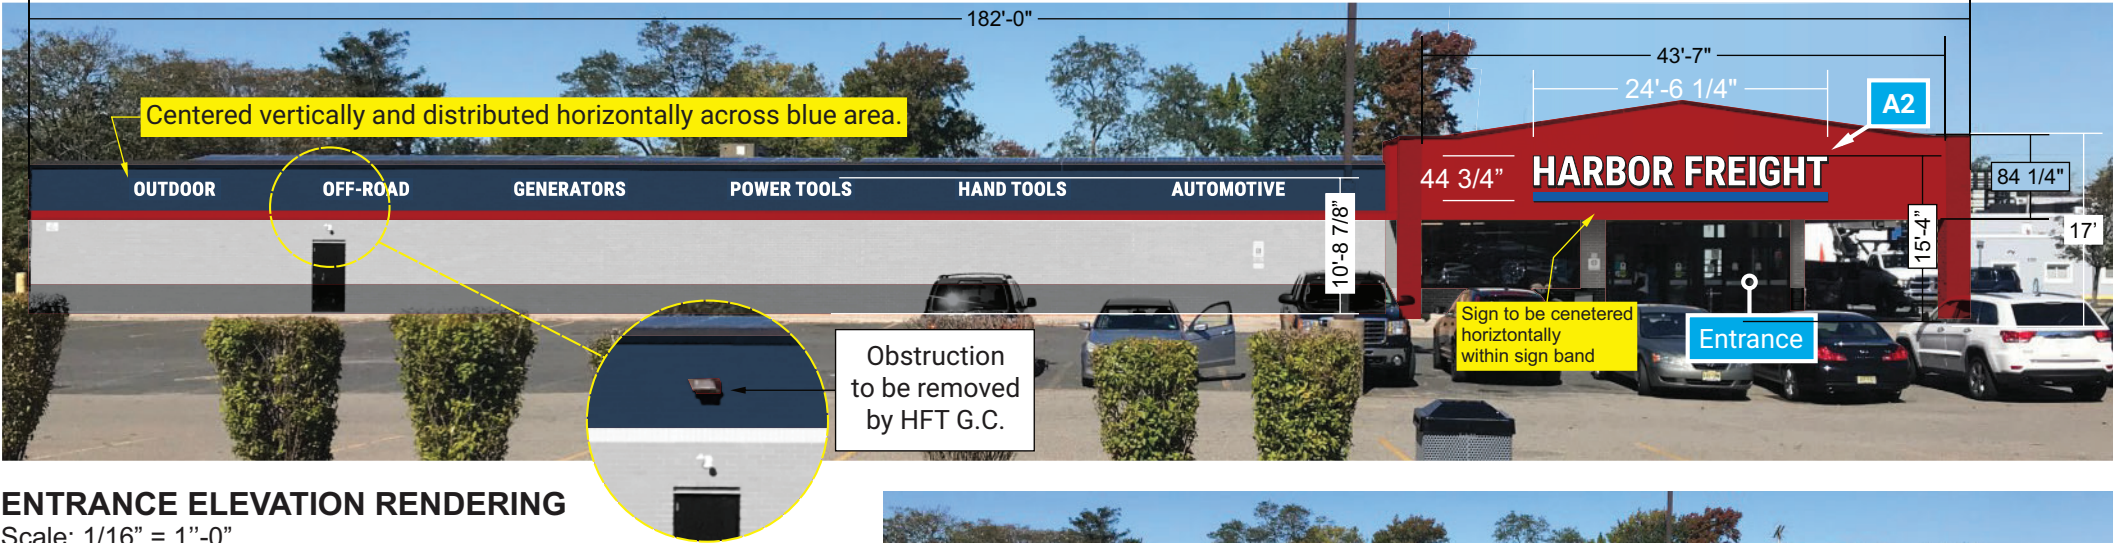 182'-0"
43'-7"
24'-6 1/4"
A2
Centered vertically and distributed horizontally across blue area.
OUTDOOR
OFF-ROAD
GENERATORS
POWER TOOLS
HAND TOOLS
AUTOMOTIVE
44 3/4”
HARBOR FREIGHT
84 1/4"
10'-8 7/8”
15'-4”
17’
Sign to be cenetered
horiztontally
within sign band
Entrance
Obstruction
to be removed
by HFT G.C.
ENTRANCE ELEVATION RENDERING
Scale: 1/16” = 1’'-0”